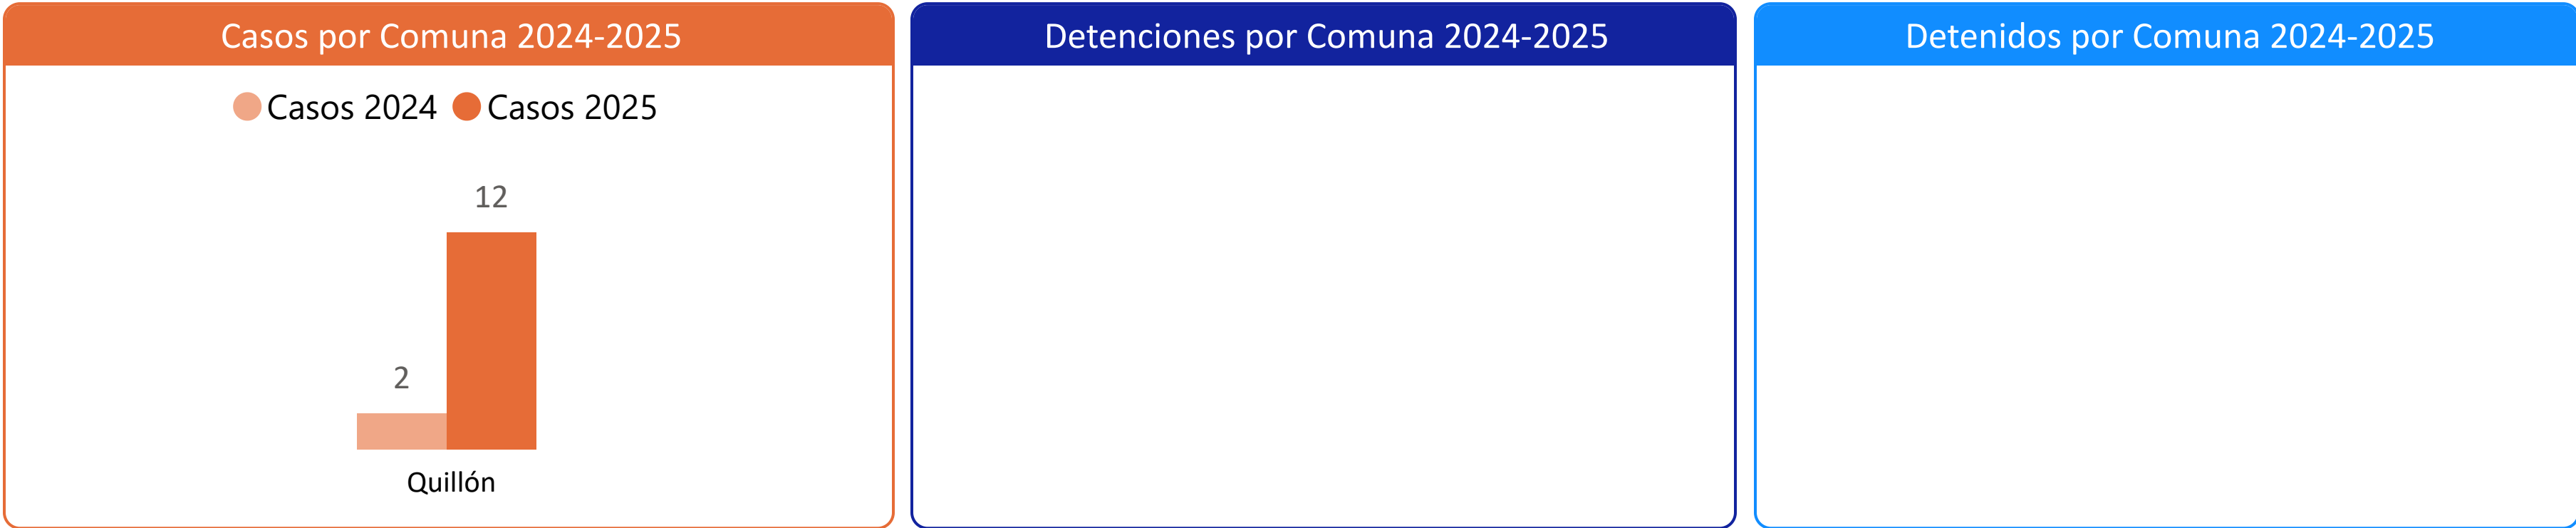 Casos por Comuna 2024-2025
Casos 2024 Casos 2025
12
2
Quillón
Detenciones por Comuna 2024-2025
Detenidos por Comuna 2024-2025